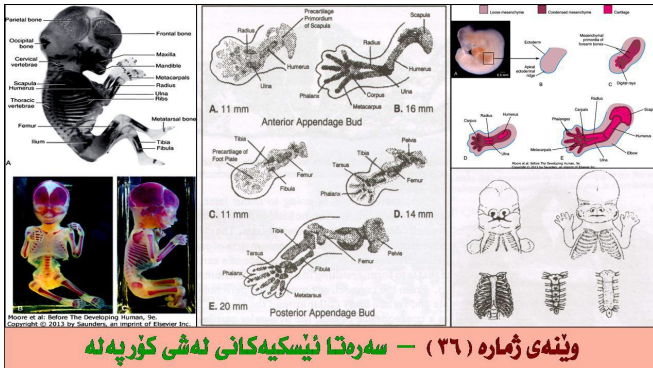 Parietal bone
Frontal bone
Occipital bone
Cervical vertebrae
Maxilla
Mandible
Metacarpals
Scapula
Radius
Humerus
Ulna
Ribs
Thoracic vertebrae
Metatarsal bone
Femur
Ilium
Tibia
Fibula
A
B
C
Moore et al: Before The Developing Human, 9e.
Copyright © 2013 by Saunders, an imprint of Elsevier Inc.
Precartilage Primordium of Scapula
Scapula
Radius
Radius
Humerus
Humerus
Ulna
Ulna
Phalanx
Corpus
Metacarpus
A. 11 mm
B. 16 mm
Anterior Appendage Bud
Tibia
Pelvis
Precartilage of Foot Plate
Tibia
Tarsus
Femur
Fibula
Phalanx
Fibula
C. 11 mm
D. 14 mm
Tibia
Pelvis
Tarsus
Phalanx
Fibula
Femur
Metatarsus
E. 20 mm
Posterior Appendage Bud
Loose mesenchyme
Condensed mesenchyme
Cartilage
Ectoderm
Mesenchymal primordia of forearm bones
Apical ectodermal ridge
Digital rays
A
B
C
Radius
Carpus
Humerus
Ulna
D
Radius
Carpals
Phalanges
Scapula
Humerus
Metacarpals
Elbow
Ulna
E
Moore et al: Before The Developing Human, 9e.
Copyright © 2013 by Saunders, an imprint of Elsevier Inc.
وێنەی ژمارە (٣٦) – سەرەتا ئێسکیەکانی لەشی کۆرپەلە